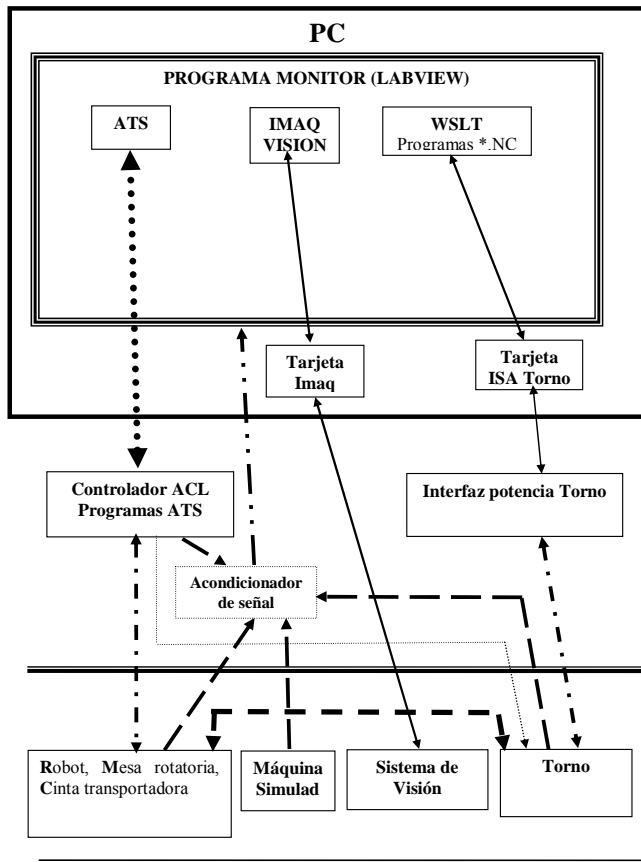 PC
PROGRAMA MONITOR (LABVIEW)
ATS
IMAQ
VISION
WSLT
Programas *.NC
Tarjeta
Imaq
Tarjeta
ISA Torno
Controlador ACL
Programas ATS
Interfaz potencia Torno
Acondicionador
de señal
Robot, Mesa rotatoria,
Cinta transportadora
Máquina
Simulad
Sistema de
Visión
Torno